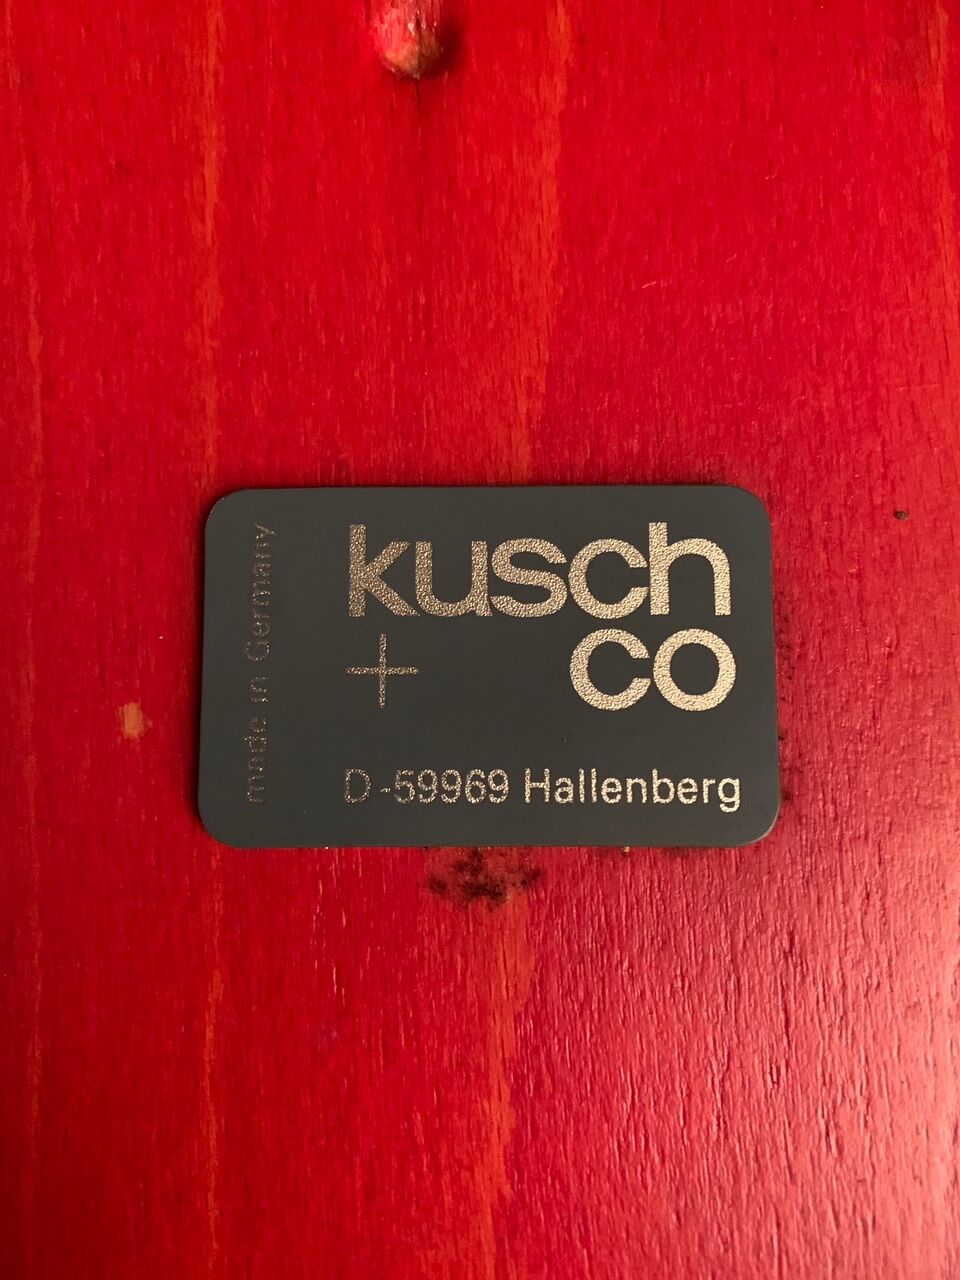 made in Germany
kusch
+ co
D-59969 Hallenberg